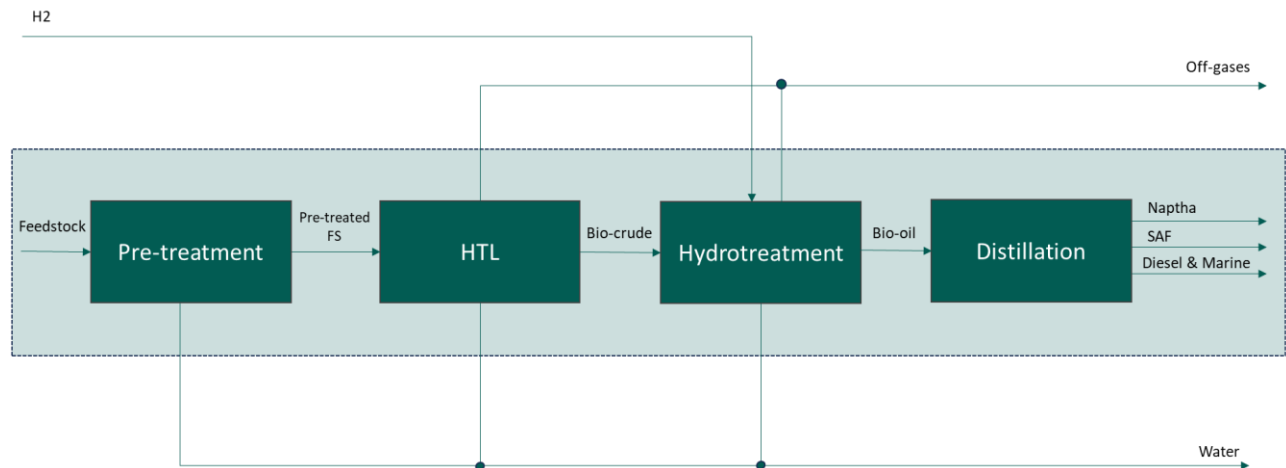 H2
Off-gases
Feedstock
Pre-treatment
Pre-treated
FS
HTL
Bio-crude
Hydrotreatment
Bio-oil
Distillation
Naptha
SAF
Diesel & Marine
Water